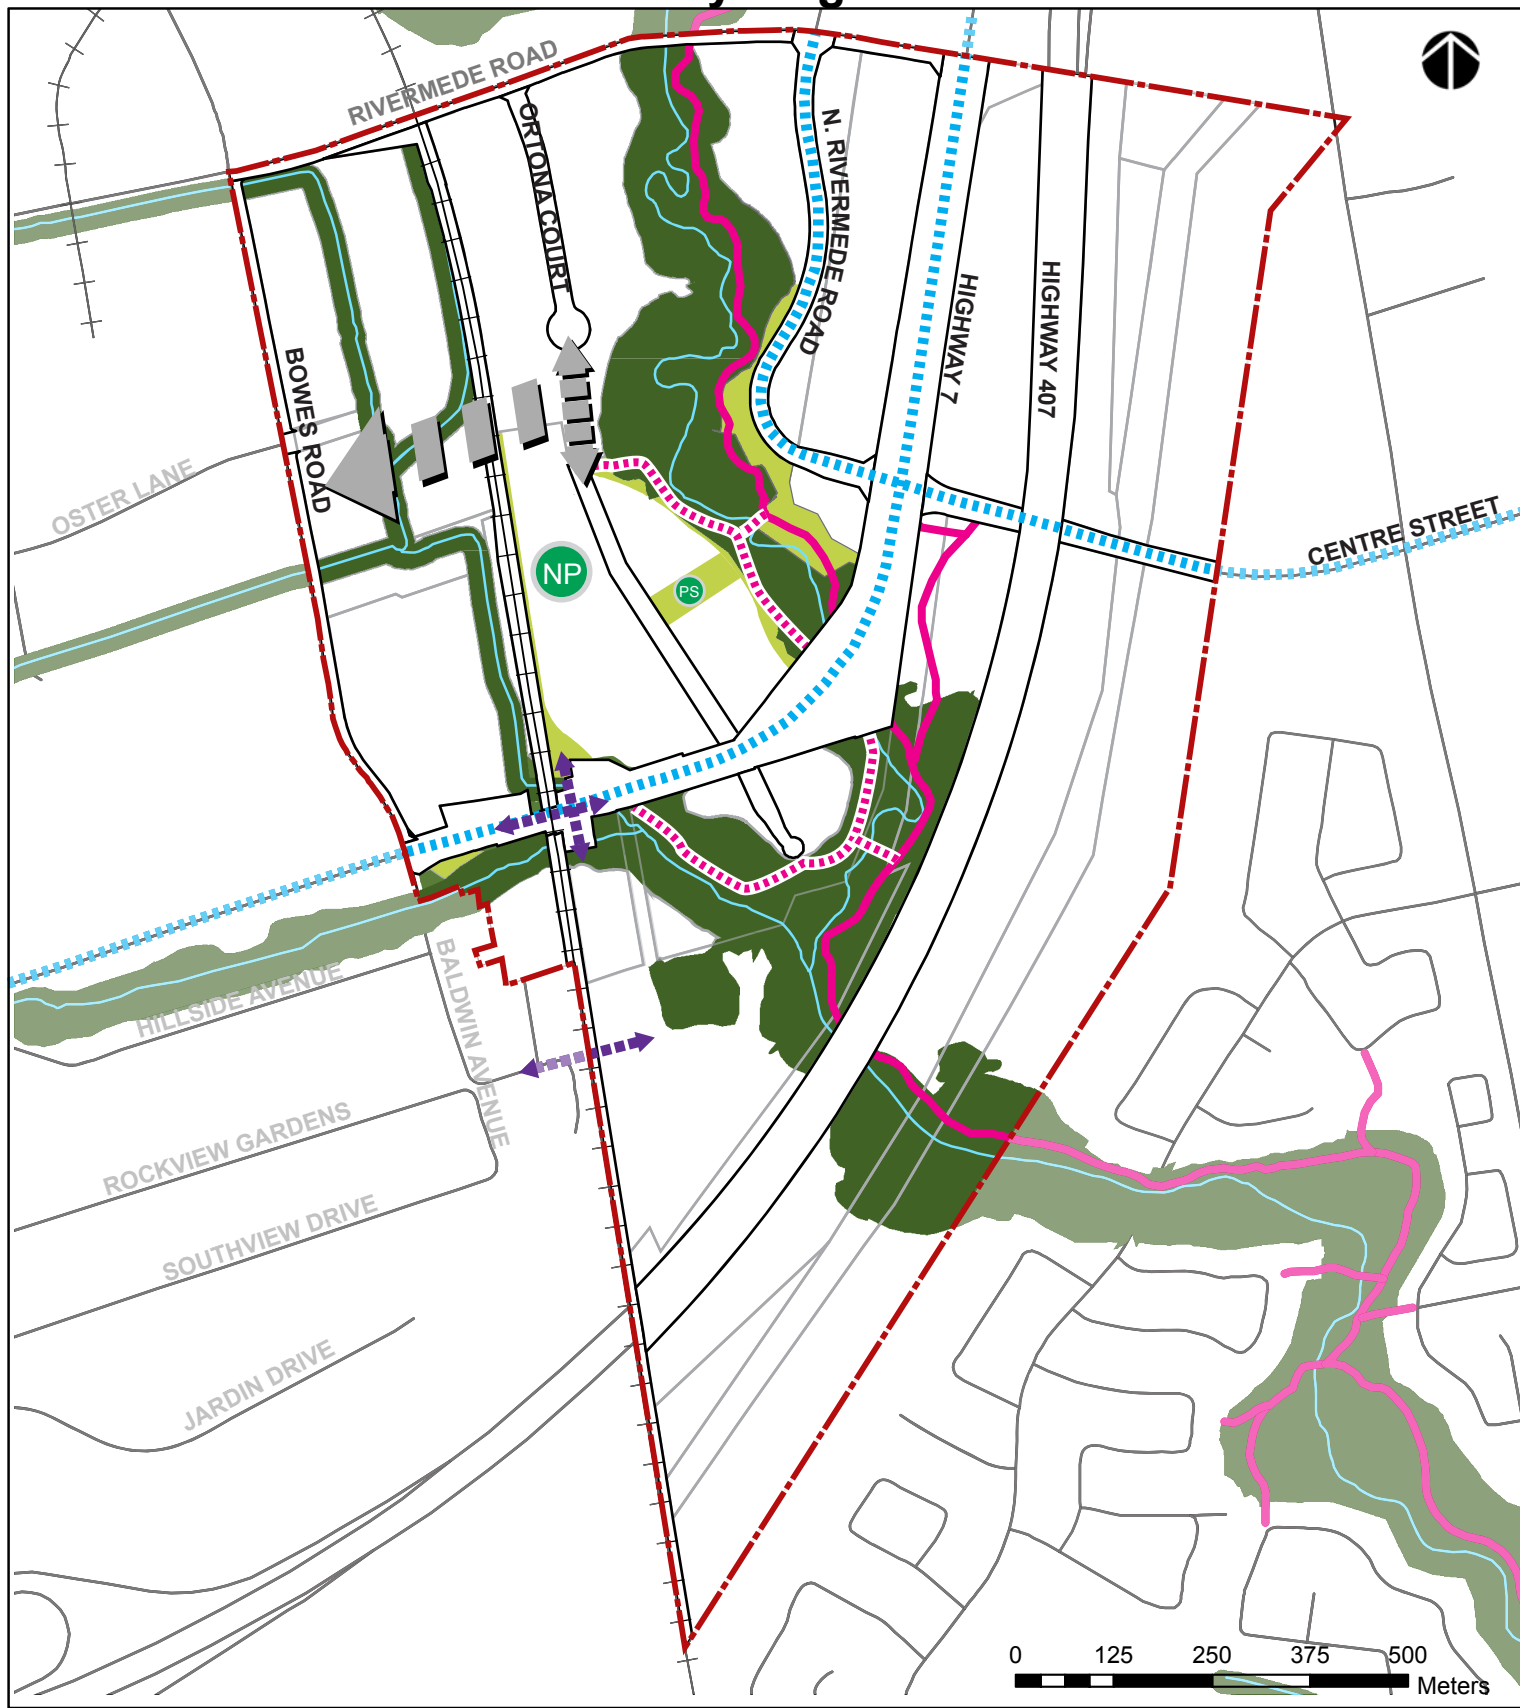 RIVERMEDE ROAD
ORTONA COURT
N. RIVERMEDE ROAD
HIGHWAY 7
HIGHWAY 407
BOWES ROAD
OSTER LANE
CENTRE STREET
NP
PS
HILLSIDE AVENUE
BALDWIN AVENUE
ROCKVIEW GARDENS
SOUTHVIEW DRIVE
JARDIN DRIVE
0 125 250 375 500
Meters